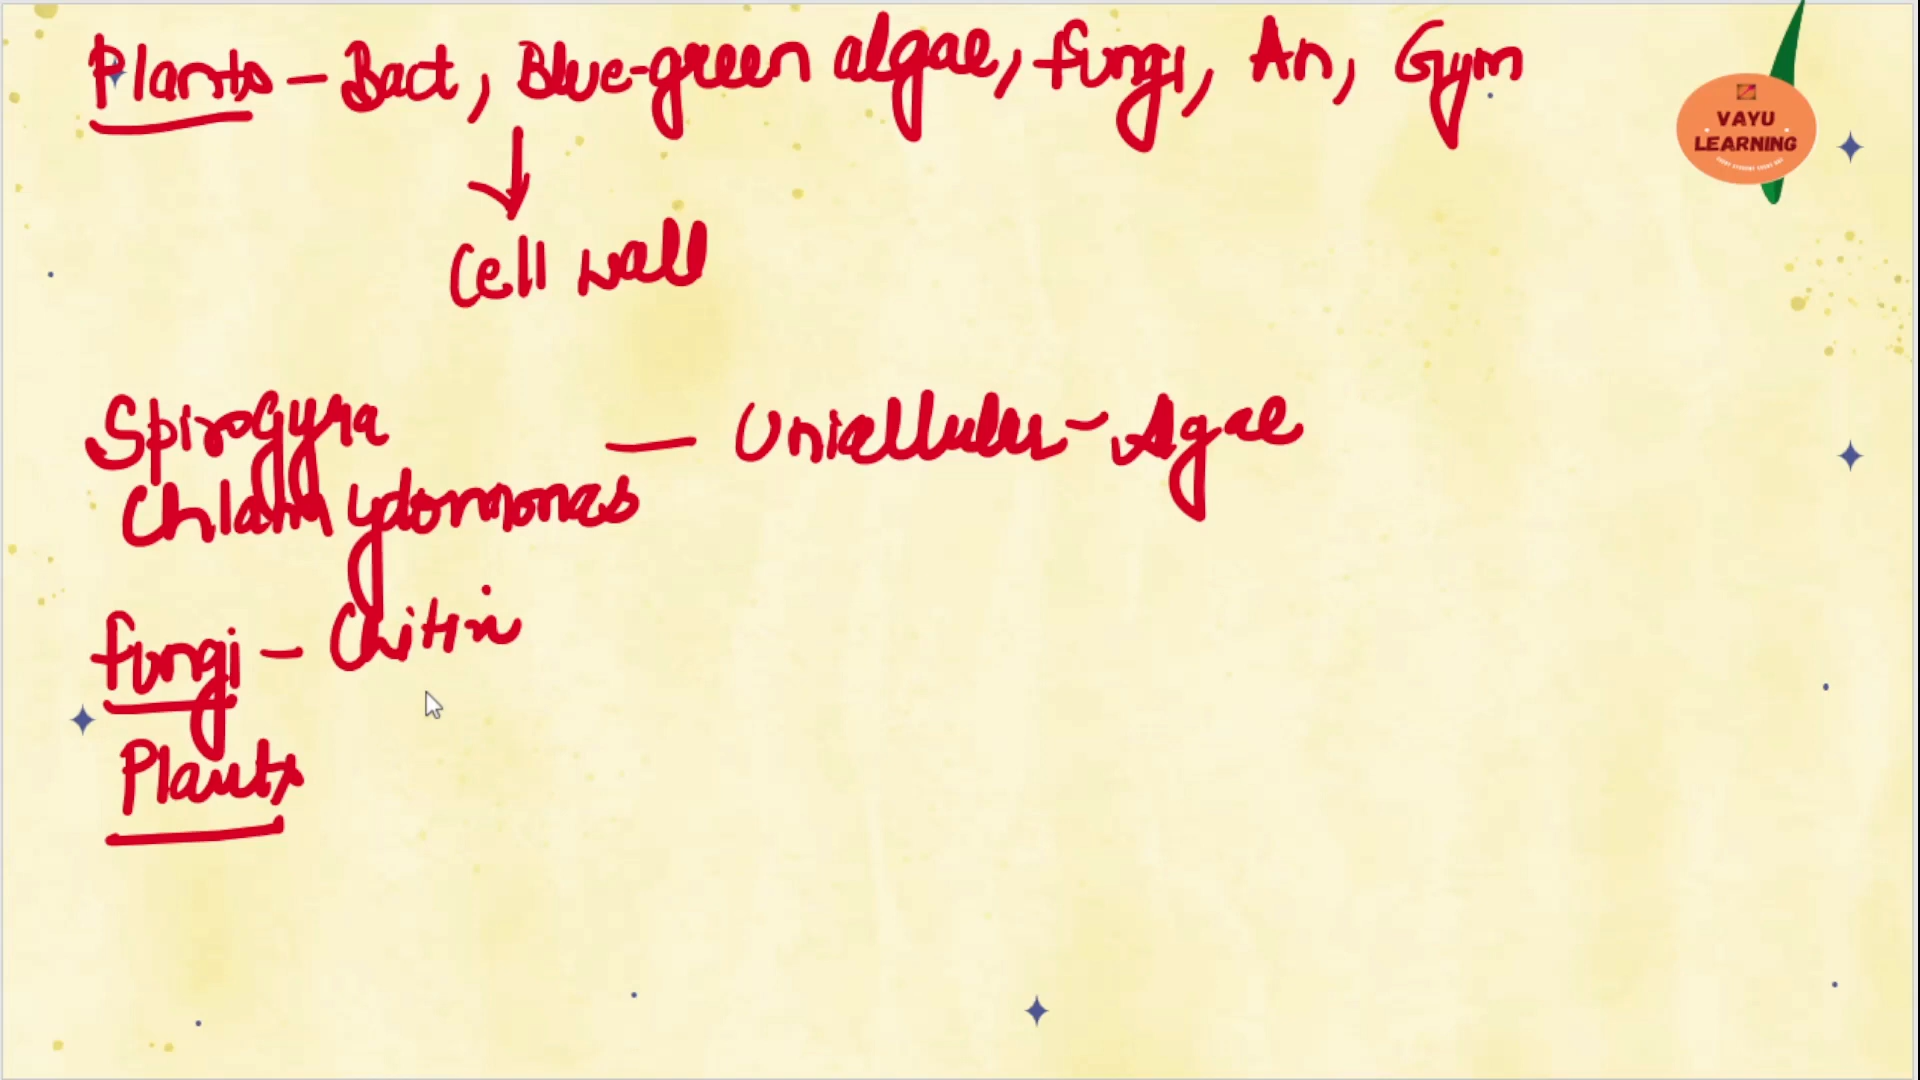 Plants - Bact, Blue-green algae, fungi, An, Gym
Cell wall
Spirogyra
Chlamydomonas — Unicellular - Algae
fungi - Chitin
Plants
VAYU
LEARNING